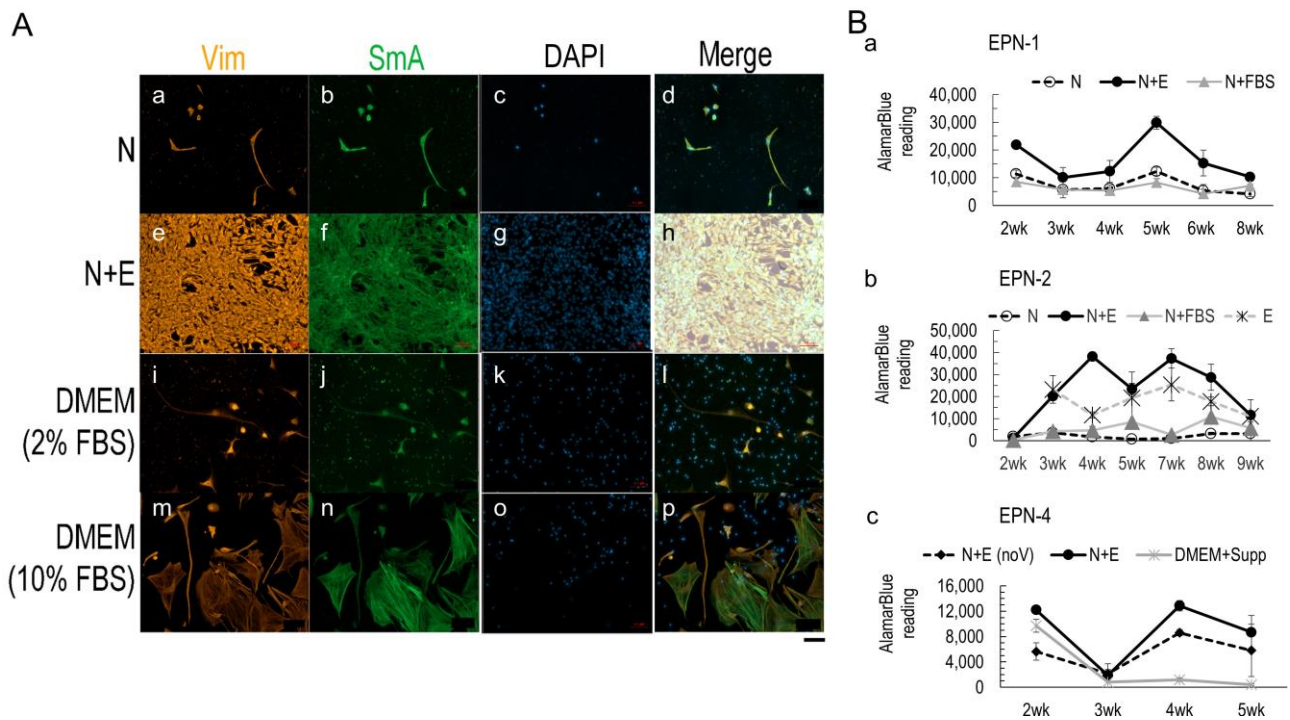 A
Vim SmA DAPI Merge
N
a b c d
N+E
e f g h
DMEM
(2% FBS)
i j k l
DMEM
(10% FBS)
m n o p
B
a EPN-1
N N+E N+FBS
AlamarBlue
reading
40,000
30,000
20,000
10,000
0
2wk 3wk 4wk 5wk 6wk 8wk
b EPN-2
N N+E N+FBS E
AlamarBlue
reading
50,000
40,000
30,000
20,000
10,000
0
2wk 3wk 4wk 5wk 7wk 8wk 9wk
c EPN-4
N+E (noV) N+E DMEM+Supp
AlamarBlue
reading
16,000
12,000
8,000
4,000
0
2wk 3wk 4wk 5wk